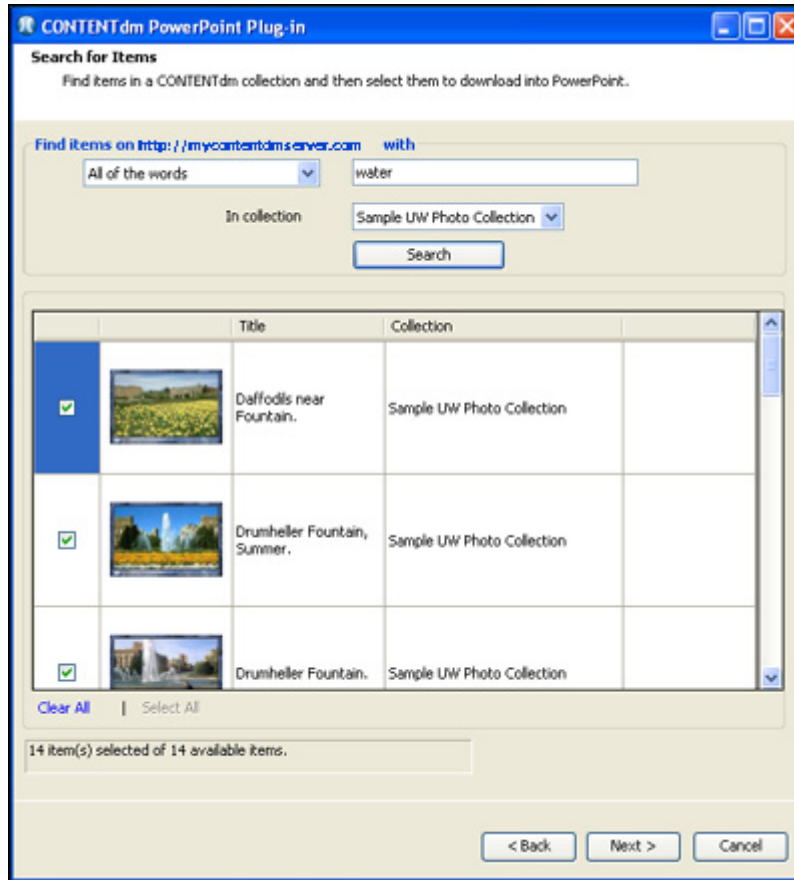 CONTENTdm PowerPoint Plug-in
Search for Items
Find items in a CONTENTdm collection and then select them to download into PowerPoint.
Find items on http://mycontentdmserver.com with
All of the words water
In collection Sample UW Photo Collection
Search
Title Collection
Daffodils near
Fountain.
Sample UW Photo Collection
Drumheller Fountain,
Summer.
Sample UW Photo Collection
Drumheller Fountain. Sample UW Photo Collection
Clear All | Select All
14 item(s) selected of 14 available items.
< Back Next > Cancel